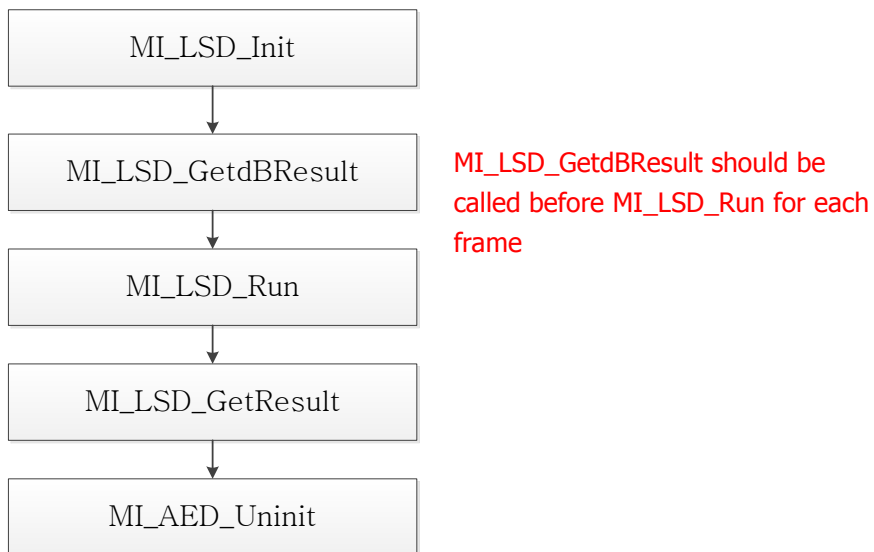 MI_LSD_Init
MI_LSD_GetdBResult
MI_LSD_GetdBResult should be
called before MI_LSD_Run for each
frame
MI_LSD_Run
MI_LSD_GetResult
MI_AED_Uninit